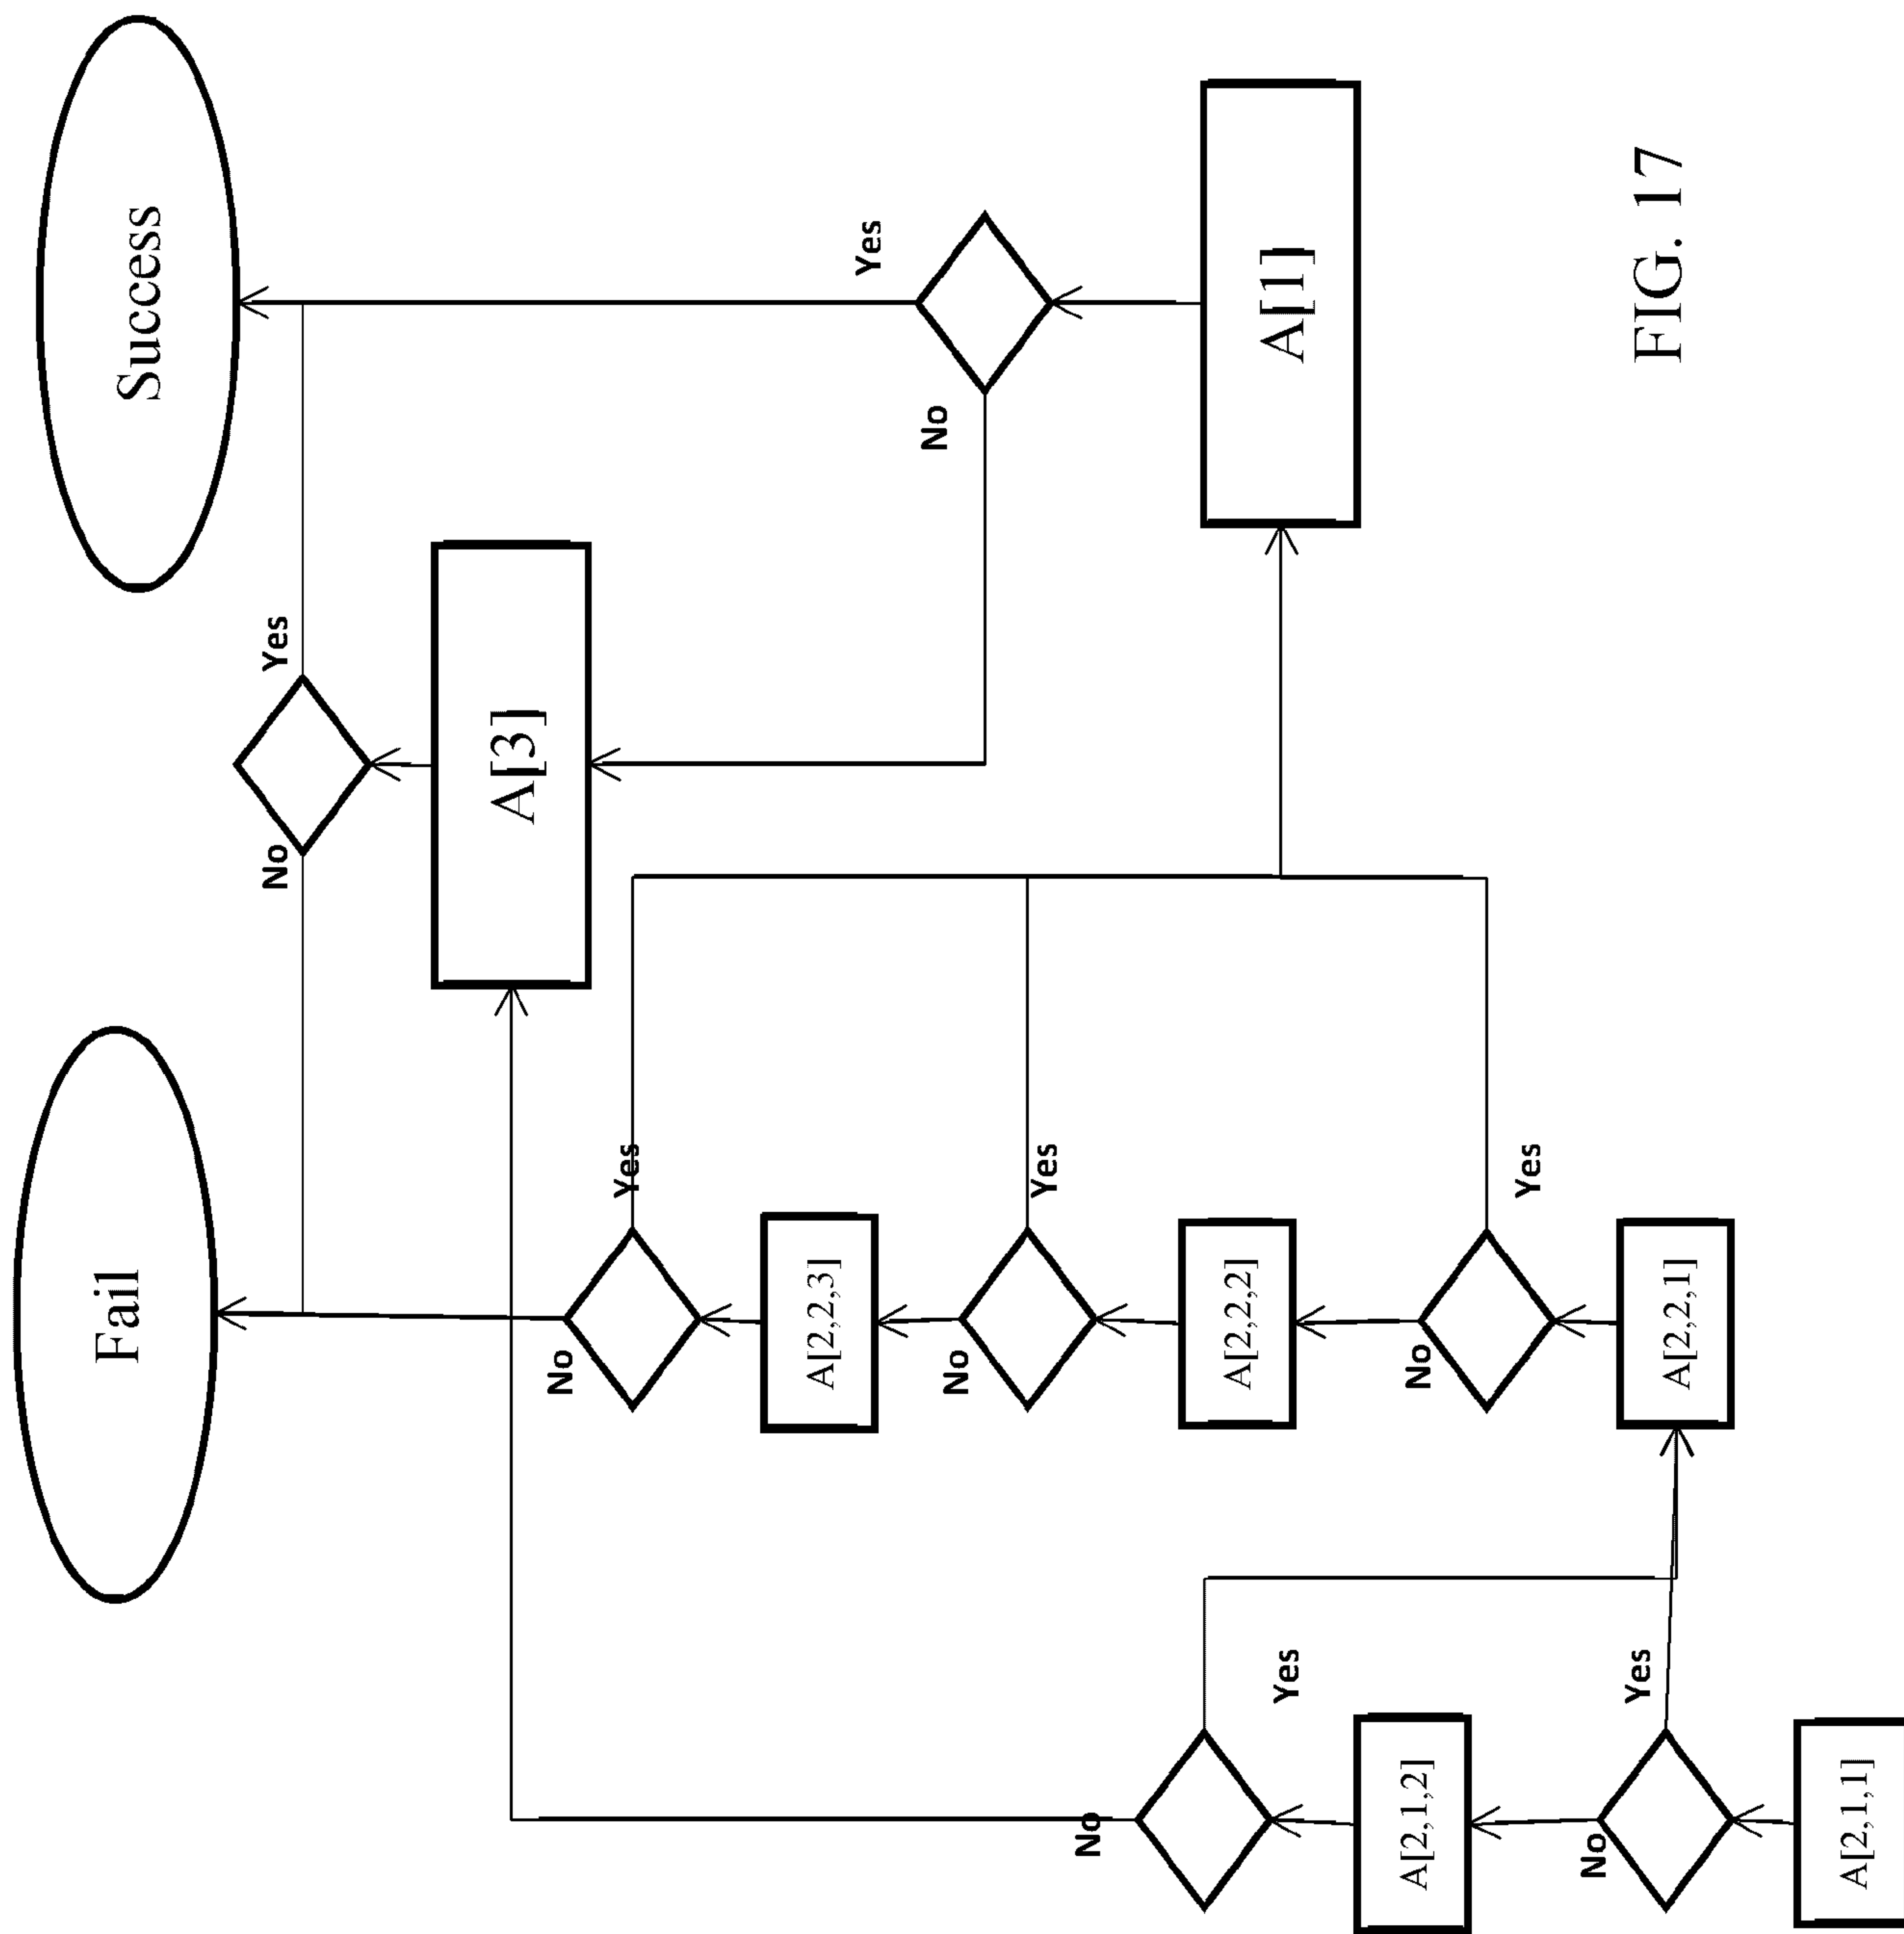 Fail
Success
No
Yes
A[3]
No
Yes
A[2,2,3]
Yes
No
No
Yes
No
A[2,2,2]
A[1]
Yes
A[2,1,2]
No
Yes
No
Yes
FIG. 17
A[2,2,1]
A[2,1,1]